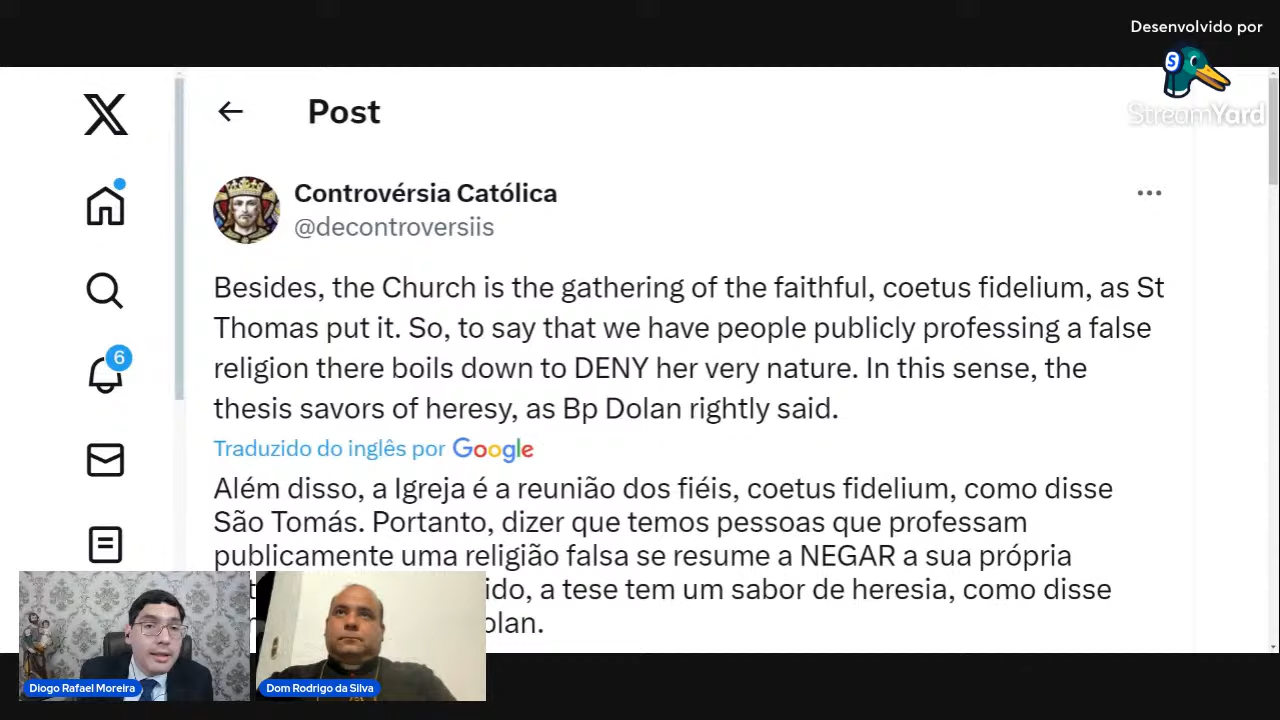 Desenvolvido por
StreamYard
Post
Controvérsia Católica
@decontroversiis
Besides, the Church is the gathering of the faithful, coetus fidelium, as St
Thomas put it. So, to say that we have people publicly professing a false
religion there boils down to DENY her very nature. In this sense, the
thesis savors of heresy, as Bp Dolan rightly said.
Traduzido do inglês por Google
Além disso, a Igreja é a reunião dos fiéis, coetus fidelium, como disse
São Tomás. Portanto, dizer que temos pessoas que professam
publicamente uma religião falsa se resume a NEGAR a sua própria
a tese tem um sabor de heresia, como disse
6
Diogo Rafael Moreira
Dom Rodrigo da Silva